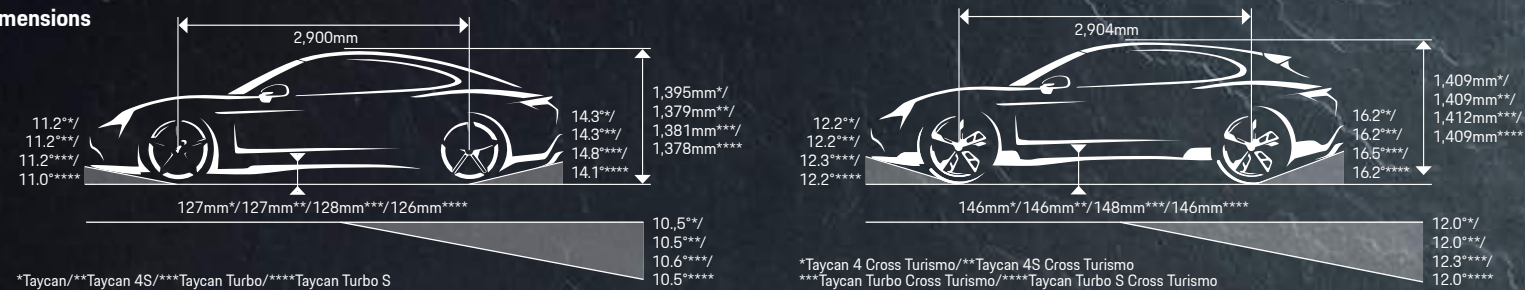 mensions
2,900mm
1,395mm*/
1,379mm**/
1,381mm***/
1,378mm****
11.2°*/
11.2°**/
11.2°***/
11.0°****
14.3°*/
14.3°**/
14.8°***/
14.1°****
127mm*/127mm**/128mm***/126mm****
10.,5°*/
10.5°**/
10.6°***/
10.5°****
*Taycan/**Taycan 4S/***Taycan Turbo/****Taycan Turbo S
2,904mm
1,409mm*/
1,409mm**/
1,412mm***/
1,409mm****
12.2°*/
12.2°**/
12.3°***/
12.2°****
16.2°*/
16.2°**/
16.5°***/
16.2°****
146mm*/146mm**/148mm***/146mm****
12.0°*/
12.0°**/
12.3°***/
12.0°****
*Taycan 4 Cross Turismo/**Taycan 4S Cross Turismo
***Taycan Turbo Cross Turismo/****Taycan Turbo S Cross Turismo